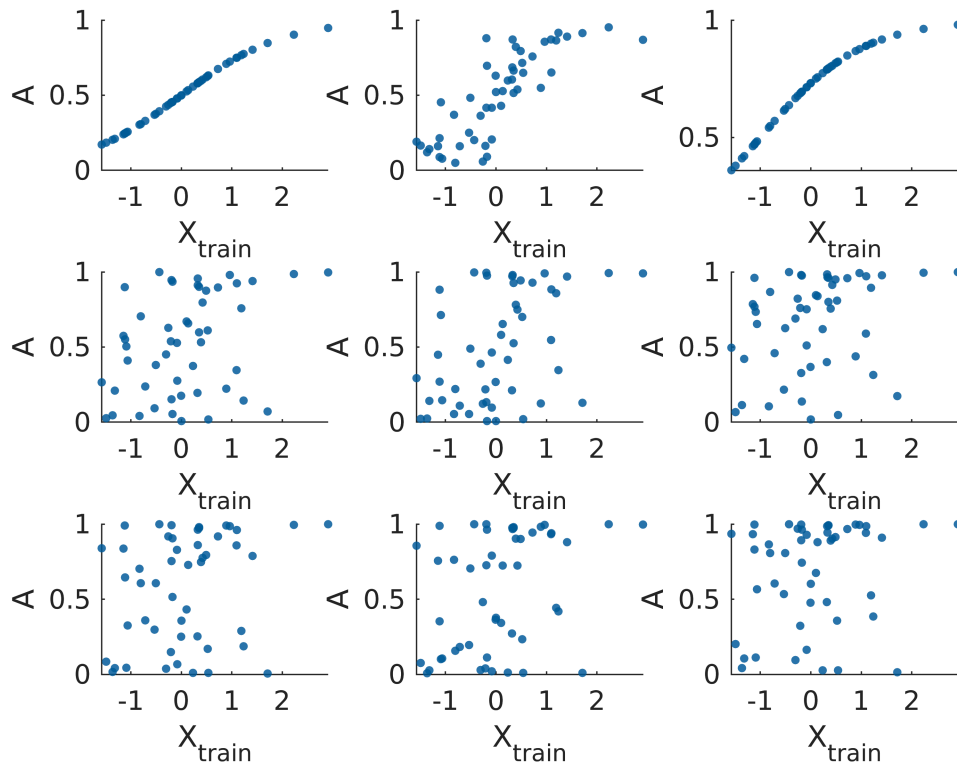 1 1 1
A 0.5 A 0.5 A
0.5
0 0
-1 0 1 2 -1 0 1 2 -1 0 1 2
X_train X_train X_train
1 1 1
A 0.5 A 0.5 A 0.5
0 0 0
-1 0 1 2 -1 0 1 2 -1 0 1 2
X_train X_train X_train
1 1 1
A 0.5 A 0.5 A 0.5
0 0 0
-1 0 1 2 -1 0 1 2 -1 0 1 2
X_train X_train X_train